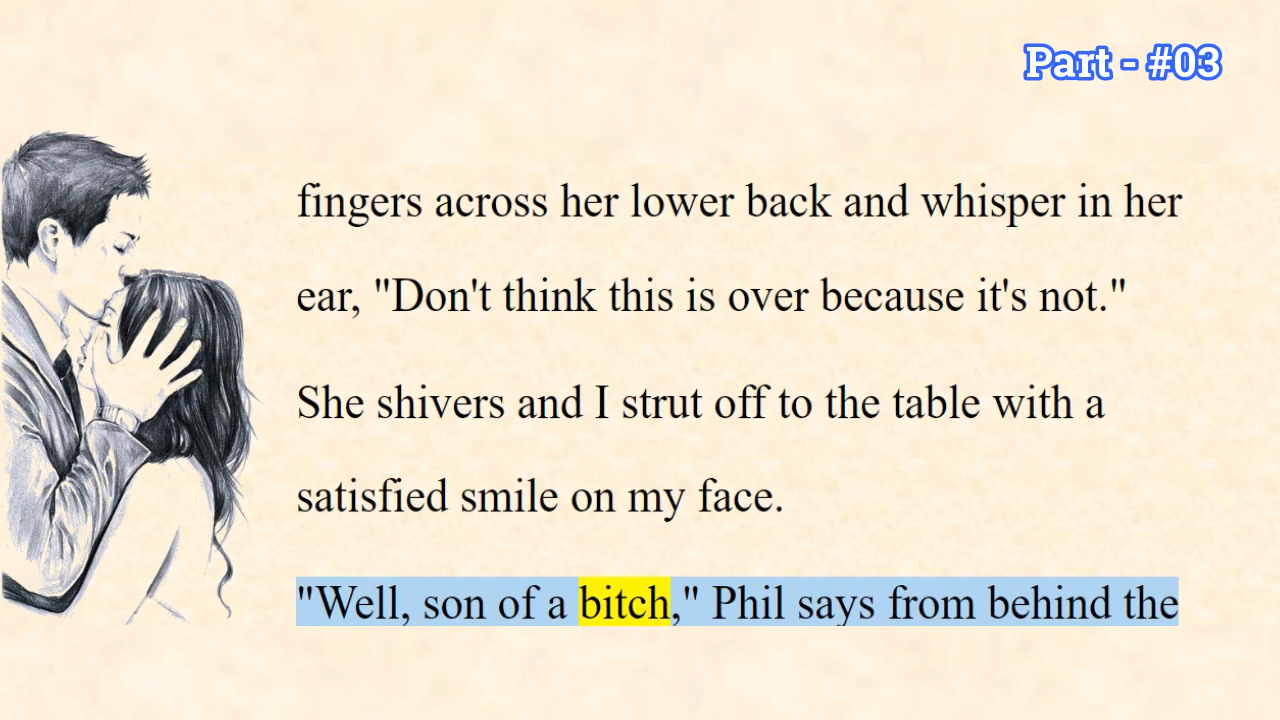 Part - #03
fingers across her lower back and whisper in her
ear, "Don't think this is over because it's not."
She shivers and I strut off to the table with a
satisfied smile on my face.
"Well, son of a bitch," Phil says from behind the